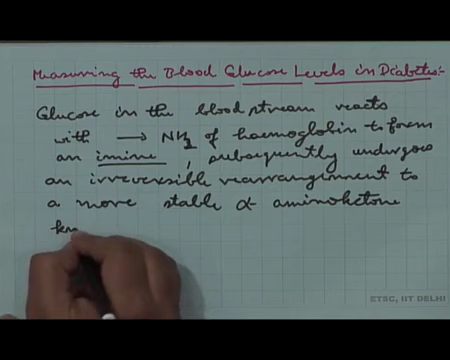 Measuring the Blood Glucose Levels in Diabetes:-
Glucose in the blood stream reacts
with → NH2 of haemoglobin to form
an imine, subsequently undergoes
an irreversible rearrangement to
a more stable α aminoketone
kn
ETSC, IIT DELHI